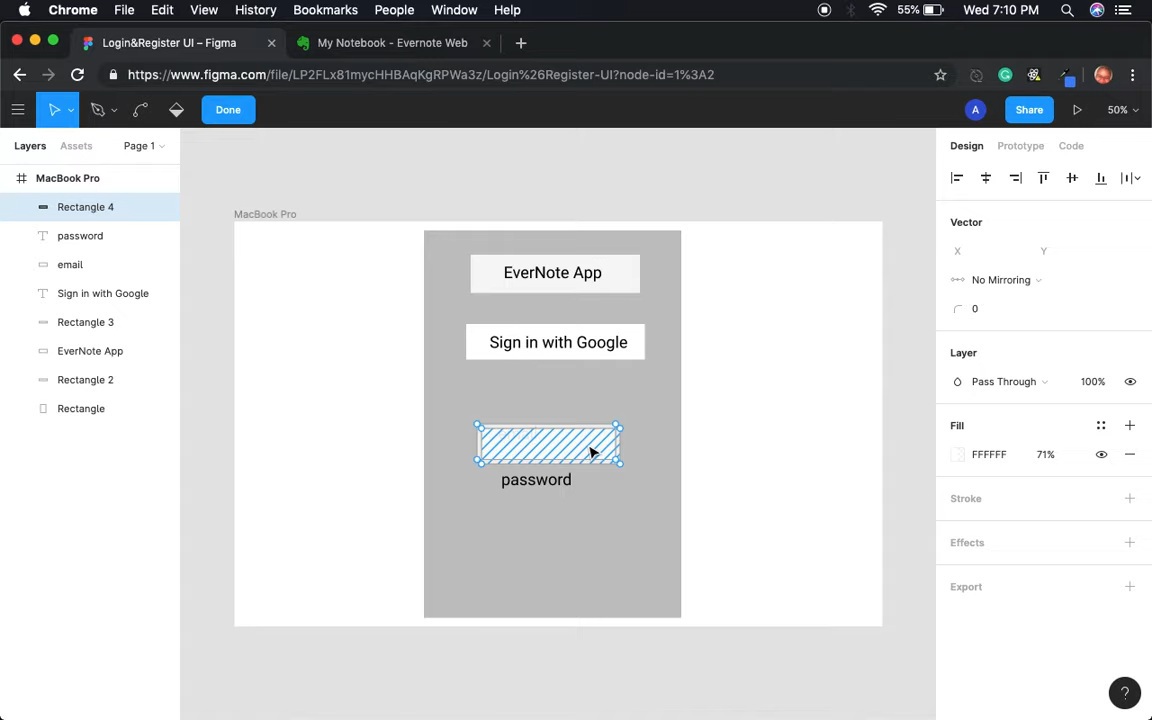 Chrome File Edit View History Bookmarks People Window Help 55% Wed 7:10 PM
Login&Register UI – Figma My Notebook - Evernote Web
https://www.figma.com/file/LP2FLx81mycHHBAqKgRPWa3z/Login%26Register-UI?node-id=1%3A2
Done A Share 50%
Layers Assets Page 1 Design Prototype Code
MacBook Pro
Rectangle 4
password
email
Sign in with Google
Rectangle 3
EverNote App
Rectangle 2
Rectangle
MacBook Pro
EverNote App
Sign in with Google
password
Vector
X Y
No Mirroring
0
Layer
Pass Through 100%
Fill
FFFFFF 71%
Stroke
Effects
Export
?